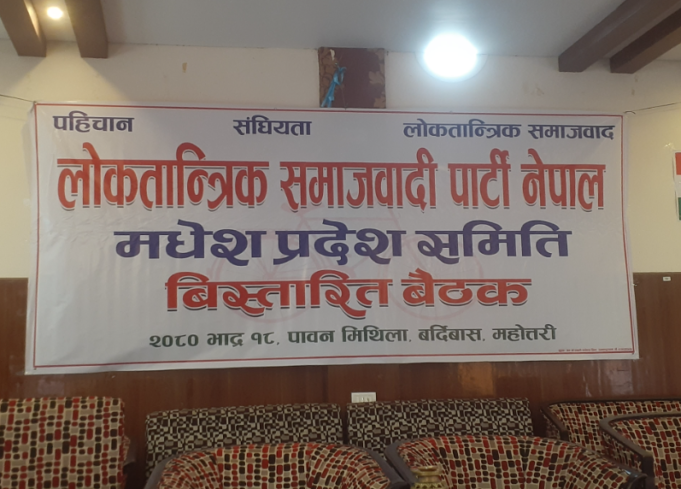 पहिचान संघियता लोकतान्त्रिक समाजवाद
लोकतान्त्रिक समाजवादी पार्टी नेपाल
मधेश प्रदेश समिति
बिस्तारित बैठक
२०८० भाद्र १८, पावन मिथिला, बर्दिबास, महोत्तरी